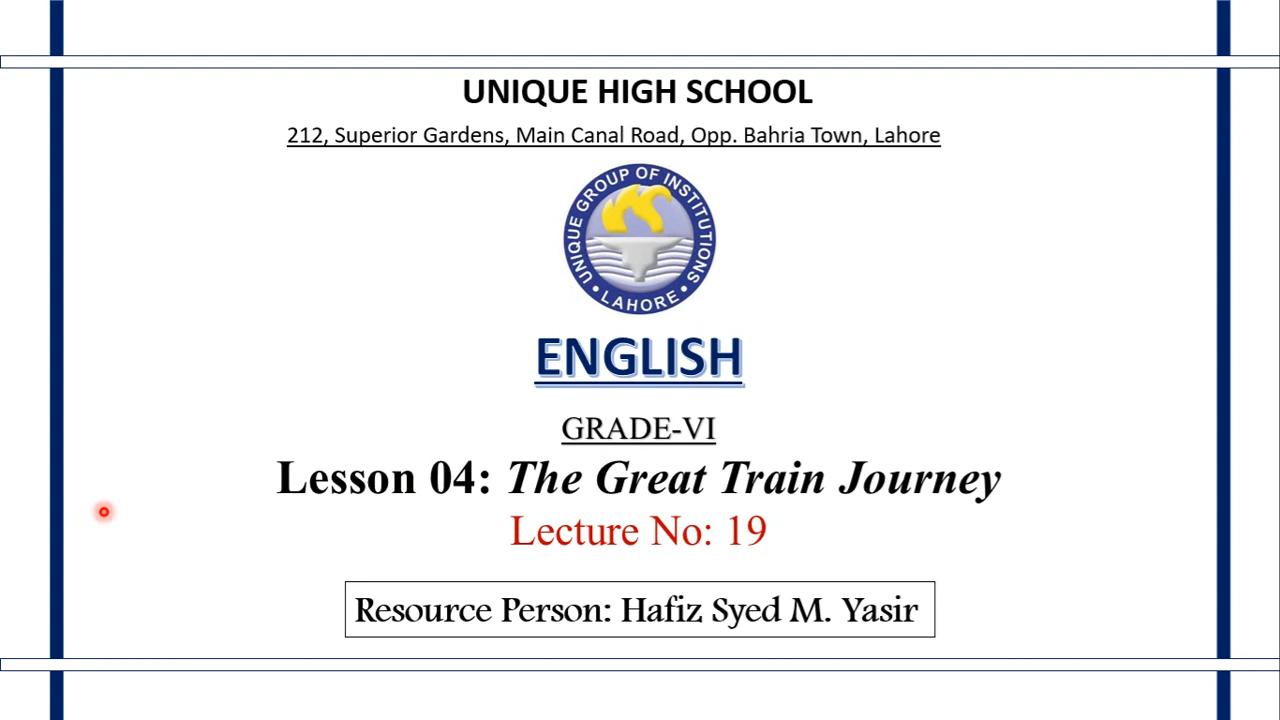 UNIQUE HIGH SCHOOL
212, Superior Gardens, Main Canal Road, Opp. Bahria Town, Lahore
UNIQUE GROUP OF INSTITUTIONS
• LAHORE •
ENGLISH
GRADE-VI
Lesson 04: The Great Train Journey
Lecture No: 19
Resource Person: Hafiz Syed M. Yasir